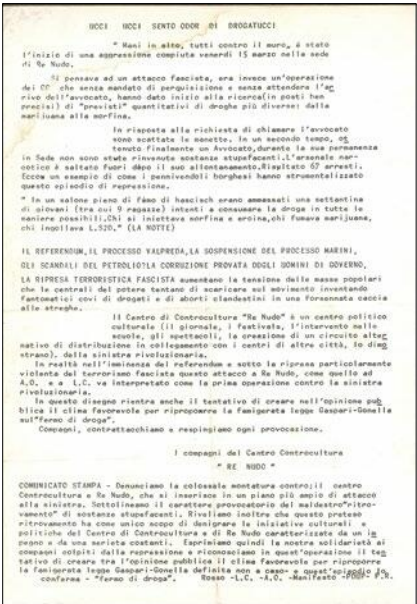 UCCI UCCI SENTO ODOR DI DROGATUCCI
" Mani in alto, tutti contro il muro, è stato
l'inizio di una aggressione compiuta venerdi 15 marzo nella sede
di Re Nudo.
Si pensava ad un attacco fascista, era invece un'operazione
dei CC che senza mandato di perquisizione e senza attendere l'ar
rivo dell'avvocato, hanno dato inizio alla ricerca(in posti ben
precisi) di "previsti" quantitativi di droghe più diverse: dalla
marijuana alla morfina.
In risposta alla richiesta di chiamare l'avvocato
sono scattate le manette. In un secondo tempo, ot
tenuto finalmente un Avvocato,durante la sua permanenza
in Sede non sono state rinvenute sostanze stupefacenti.L'arsenale nar-
cotico è saltato fuori dopo il suo allontanamento.Risultato 67 arresti.
Eccow un esempio di come i pennivendoli borghesi hanno strumentalizzato
questo episodio di repressione.
" In un salone pieno di fumo di hascisch erano ammassati una settantina
di giovani (tra cui 9 ragazze) intenti a consumare la droga in tutte le
maniere possibili.Chi si iniettava morfina e eroina,chi fumava marijuana,
chi ingollava L.S20." (LA NOTTE)
IL REFERENDUM,IL PROCESSO VALPREDA,LA SOSPENSIONE DEL PROCESSO MARINI,
GLI SCANDALI DEL PETROLIO?LA CORRUZIONE PROVATA DDGLI UOMINI DI GOVERNO,
LA RIPRESA TERRORISTICA FASCISTA aumentano la tensione delle masse popolari
che le centrali del potere tentano di scaricare sul movimento inventando
fantomatici covi di drogati e di aborti clandestini in una forsennata caccia
alle streghe.
Il Centro di Controcultura "Re Nudo" è un centro politico
culturale (il giornale, i festivals, l'intervento nelle
scuole, gli spettacoli, la creazione di un circuito alter
nativo di distribuzione in collegamento con i centri di altre città, lo dimo
strano). della sinistra rivoluzionaria.
In realtà nell'imminenza del referendum e sotto la ripresa particolarmente
violenta del terrorismo fascista questo attacco a Re Nudo, come quello ad
A.O. e a L.C. va interpretato come la prima operazione contro la sinistra
rivoluzionaria.
In questo disegno rientra anche il tentativo di creare nell'opinione pub
blica il clima favorevole per riproporre la famigerata legge Gaspari-Gonella
sul"fermo di droga".
Compagni, contrattacchiamo e respingiamo ogni provocazione.
I compagni del Centro Controcultura
" RE NUDO "
COMUNICATO STAMPA - Denunciamo la colossale montatura contro;il centro
Controcultura e Re Nudo, che si inserisce in un piano più ampio di attacco
alla sinistra. Sottolineamo il carattere provocatorio del maldestro"ritro-
vamento" di sostanze stupefacenti. Rivoliamo inoltre che questo preteso
ritrovamento ha come unico scopo di denigrare le iniziative culturali e
politiche del Centro di Controcultura e di Re Nudo caratterizzate da un im
pegno e da una serieta costanti. Esprimiamo quindi la nostra solidarietà ai
compagni colpiti dalla repressione e riconosciamo in quest'operazione il ten
tativo di creare tra l'opinione pubblica il clima favorevole per riproporre
la famigerata legge Gaspari-Gonella definita non a caso- a quest'episodio lo
conferma - "fermo di droga". Rosso -L.C. -A.O. -Manifesto -PDUP- P.R.